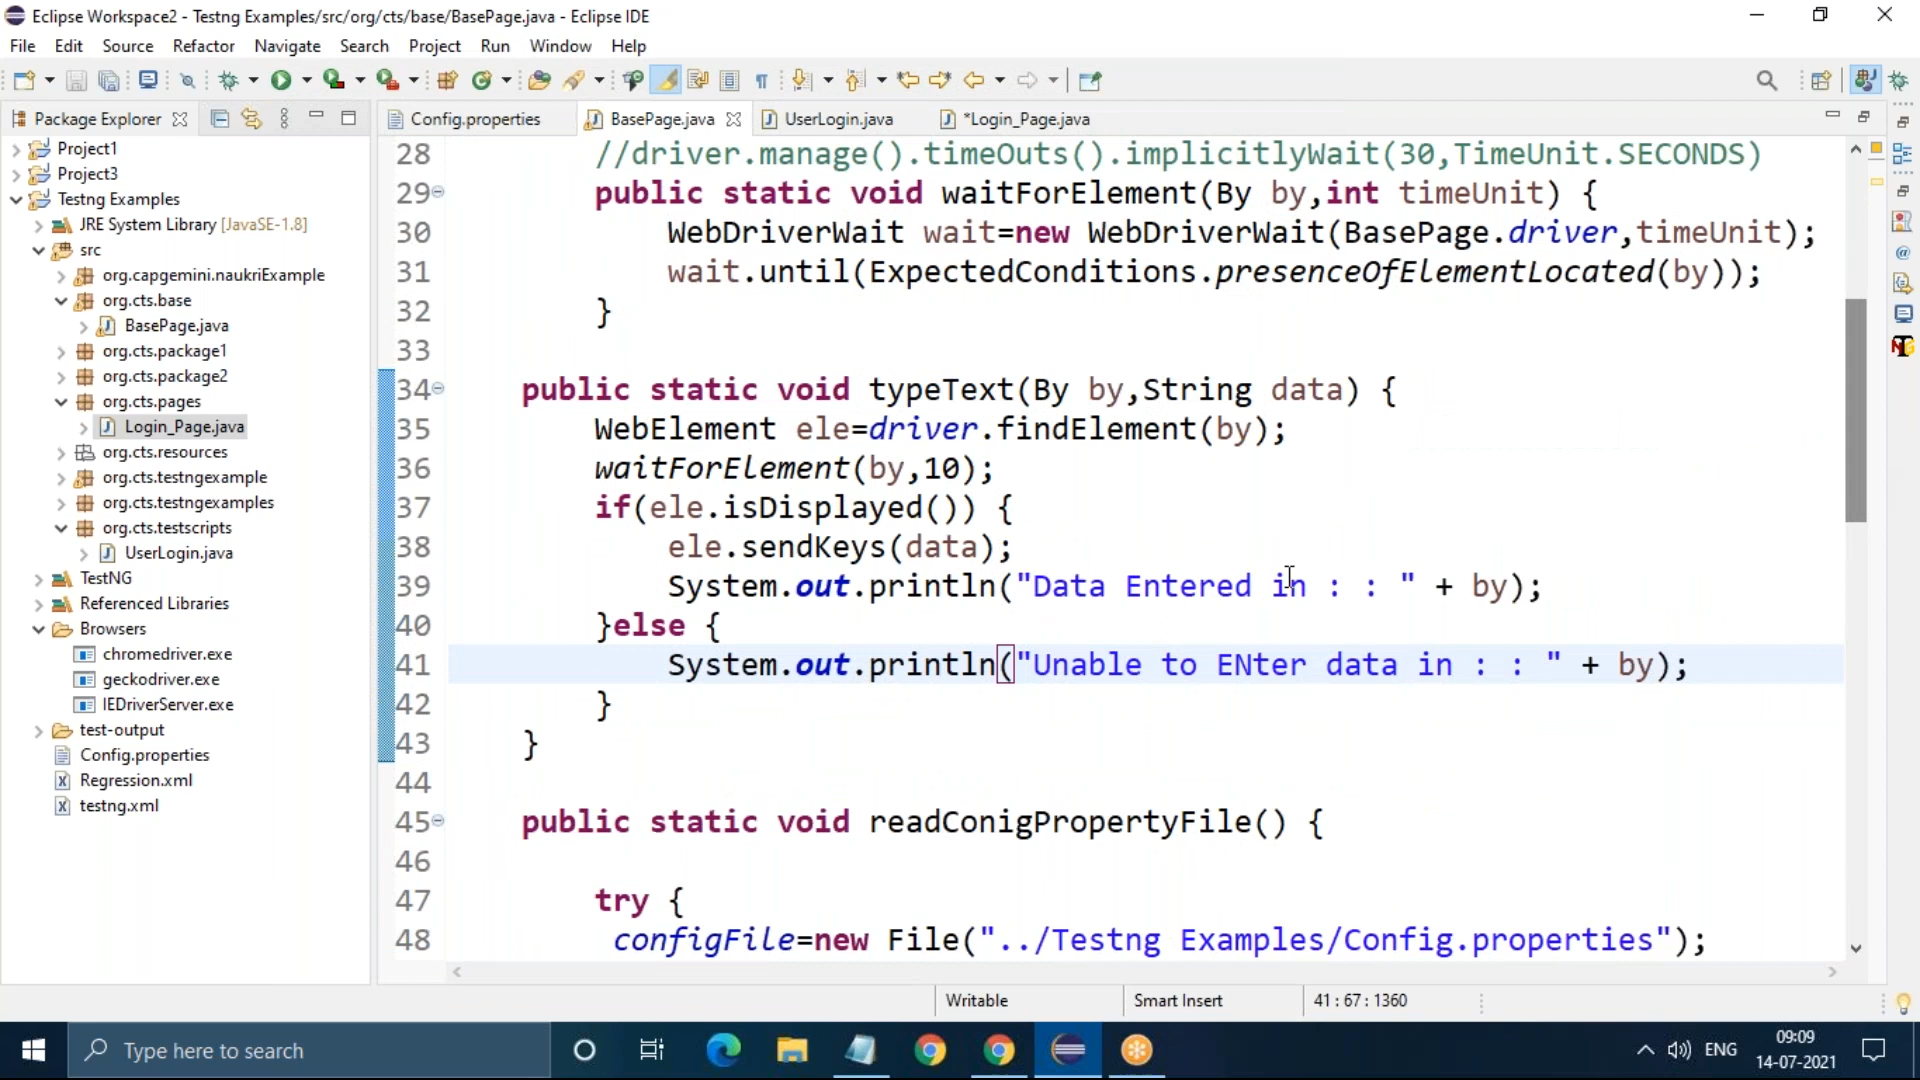 Eclipse Workspace2 - Testng Examples/src/org/cts/base/BasePage.java - Eclipse IDE
File Edit Source Refactor Navigate Search Project Run Window Help
Package Explorer
Project1
Project3
Testng Examples
JRE System Library [JavaSE-1.8]
src
org.capgemini.naukriExample
org.cts.base
BasePage.java
org.cts.package1
org.cts.package2
org.cts.pages
Login_Page.java
org.cts.resources
org.cts.testngexample
org.cts.testngexamples
org.cts.testscripts
UserLogin.java
TestNG
Referenced Libraries
Browsers
chromedriver.exe
geckodriver.exe
IEDriverServer.exe
test-output
Config.properties
Regression.xml
testng.xml
Config.properties BasePage.java UserLogin.java *Login_Page.java
28 //driver.manage().timeOuts().implicitlyWait(30,TimeUnit.SECONDS)
29 public static void waitForElement(By by,int timeUnit) {
30 WebDriverWait wait=new WebDriverWait(BasePage.driver,timeUnit);
31 wait.until(ExpectedConditions.presenceOfElementLocated(by));
32 }
33
34 public static void typeText(By by,String data) {
35 WebElement ele=driver.findElement(by);
36 waitForElement(by,10);
37 if(ele.isDisplayed()) {
38 ele.sendKeys(data);
39 System.out.println("Data Entered in : : " + by);
40 }else {
41 System.out.println("Unable to ENter data in : : " + by);
42 }
43 }
44
45 public static void readConigPropertyFile() {
46
47 try {
48 configFile=new File("../Testng Examples/Config.properties");
Writable Smart Insert 41 : 67 : 1360
Type here to search
ENG
09:09
14-07-2021